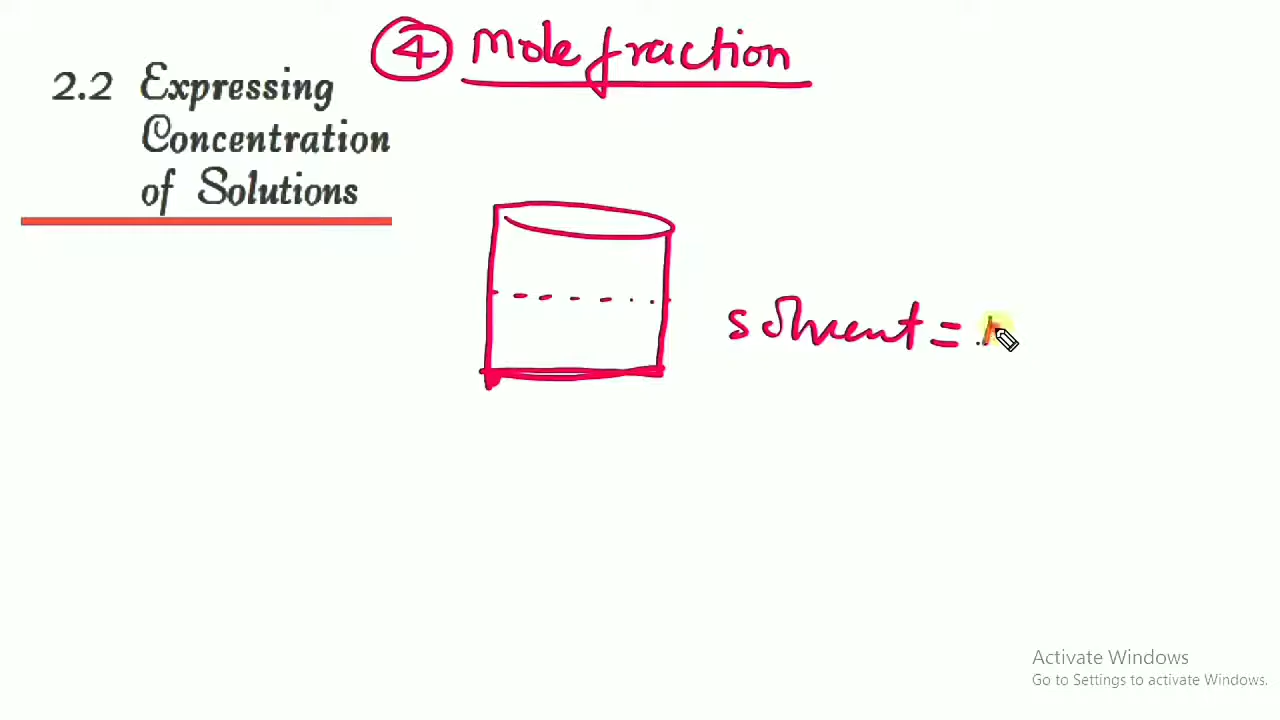 ④ Mole fraction
2.2 Expressing
Concentration
of Solutions
solvent =
Activate Windows
Go to Settings to activate Windows.